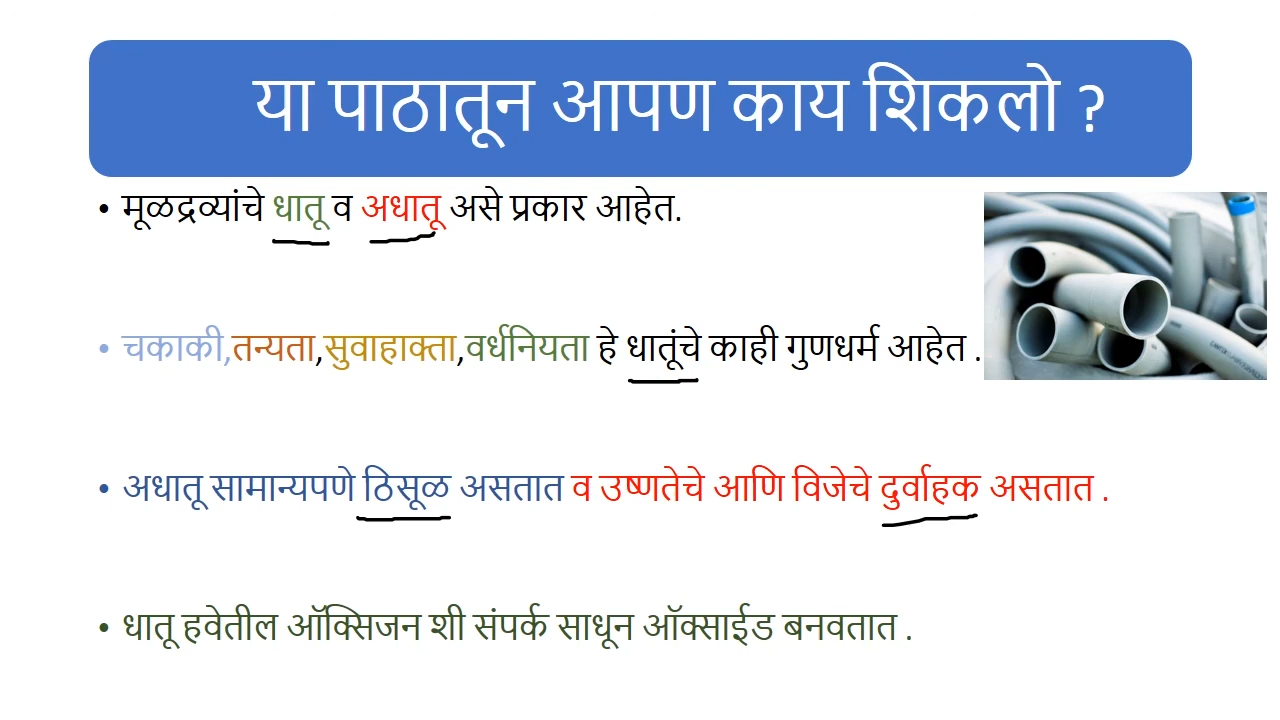 या पाठातून आपण काय शिकलो ?
• मूळद्रव्यांचे धातू व अधातू असे प्रकार आहेत.
• चकाकी,तन्यता,सुवाहाक्ता,वर्धनियता हे धातूंचे काही गुणधर्म आहेत .
• अधातू सामान्यपणे ठिसूळ असतात व उष्णतेचे आणि विजेचे दुर्वाहक असतात .
• धातू हवेतील ऑक्सिजन शी संपर्क साधून ऑक्साईड बनवतात .